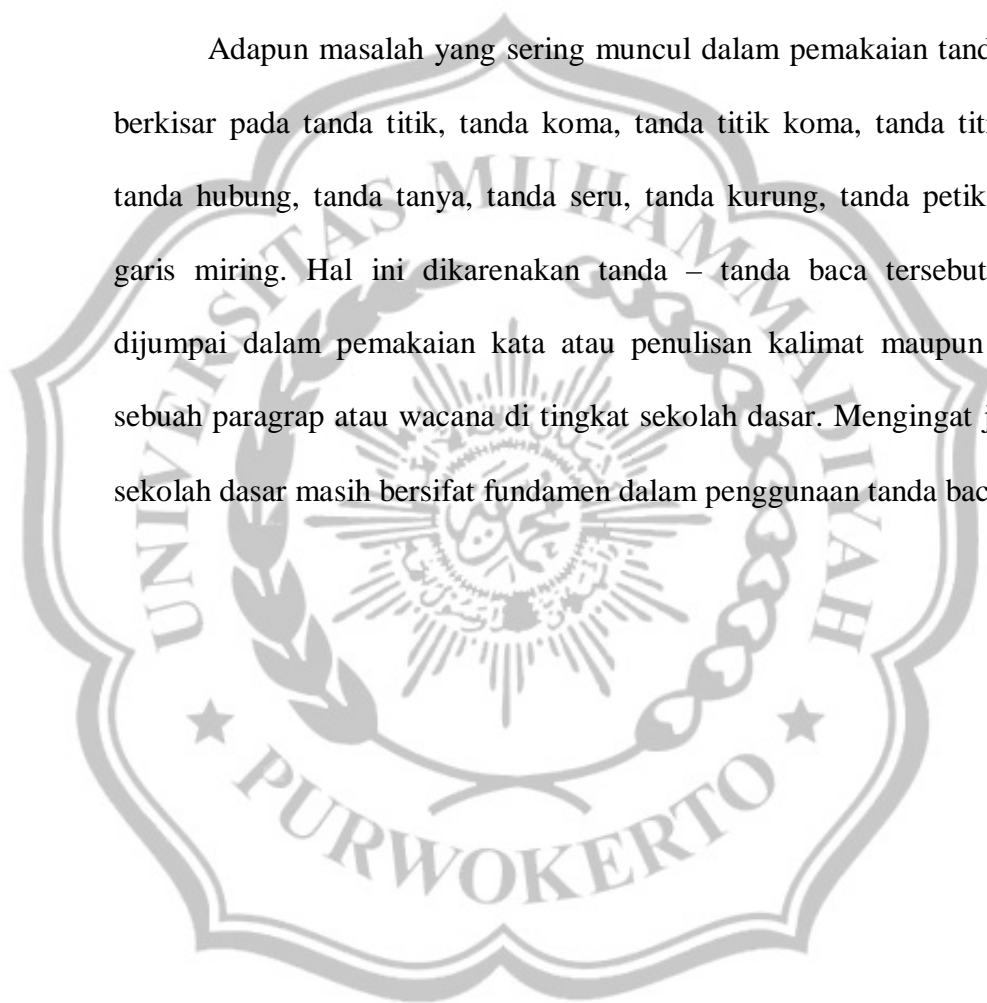 Adapun masalah yang sering muncul dalam pemakaian tand
berkisar pada tanda titik, tanda koma, tanda titik koma, tanda tit
tanda hubung, tanda tanya, tanda seru, tanda kurung, tanda petik
garis miring. Hal ini dikarenakan tanda – tanda baca tersebut
dijumpai dalam pemakaian kata atau penulisan kalimat maupun
sebuah paragrap atau wacana di tingkat sekolah dasar. Mengingat j
sekolah dasar masih bersifat fundamen dalam penggunaan tanda bac
UNIVERSITAS MUHAMMADIYAH
PURWOKERTO